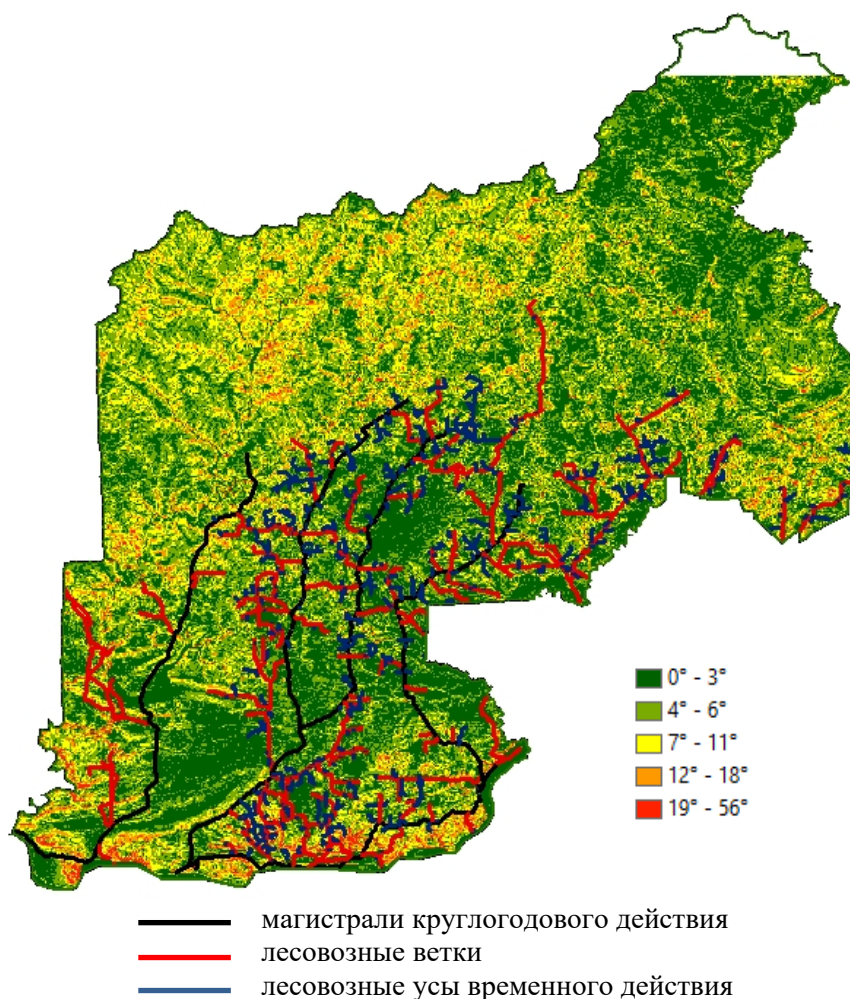 0° - 3°
4° - 6°
7° - 11°
12° - 18°
19° - 56°
магистрали круглогодового действия
лесовозные ветки
лесовозные усы временного действия